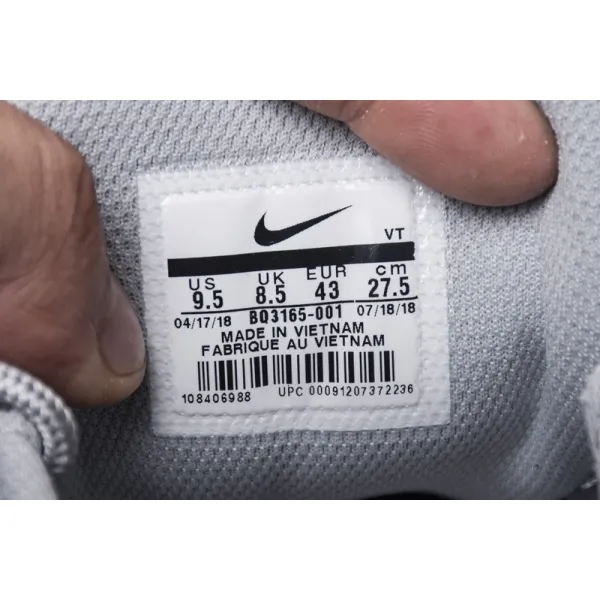 VT
US UK EUR cm
9.5 8.5 43 27.5
04/17/18 BQ3165-001 07/18/18
MADE IN VIETNAM
FABRIQUE AU VIETNAM
108406988 UPC 00091207372236